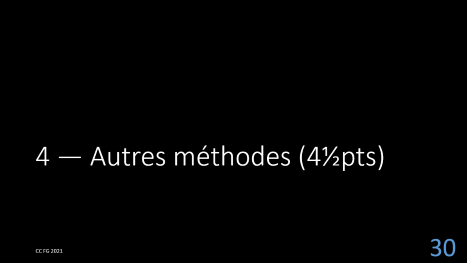 4 — Autres méthodes (4½pts)
CC FG 2021
30